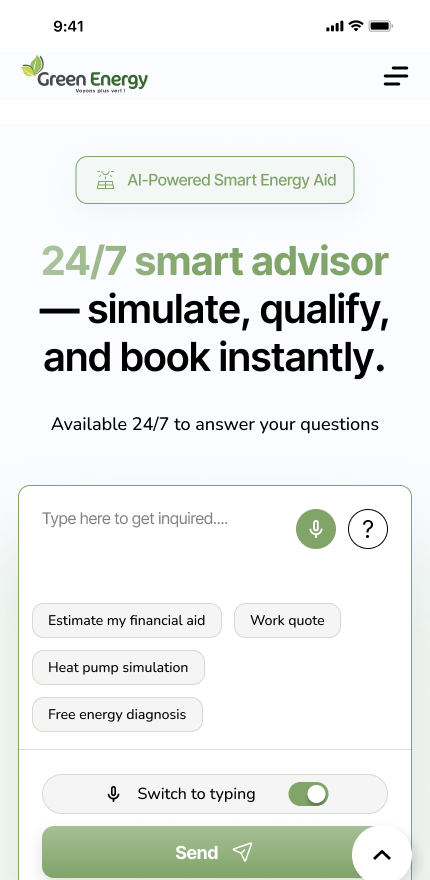 9:41
Green Energy
Voyons plus vert !
AI-Powered Smart Energy Aid
24/7 smart advisor
— simulate, qualify,
and book instantly.
Available 24/7 to answer your questions
Type here to get inquired....
?
Estimate my financial aid
Work quote
Heat pump simulation
Free energy diagnosis
Switch to typing
Send